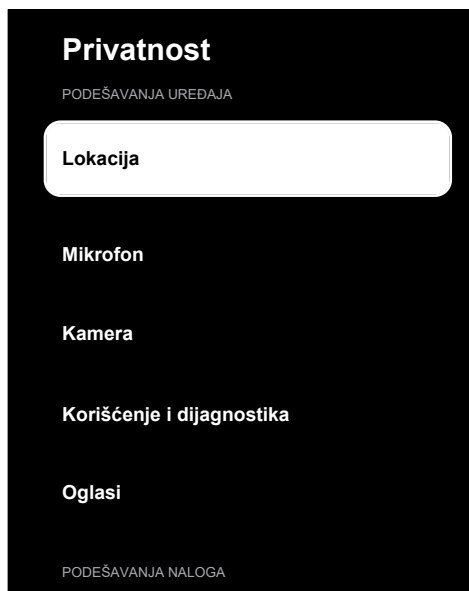 Privatnost
PODEŠAVANJA UREĐAJA
Lokacija
Mikrofon
Kamera
Korišćenje i dijagnostika
Oglasi
PODEŠAVANJA NALOGA